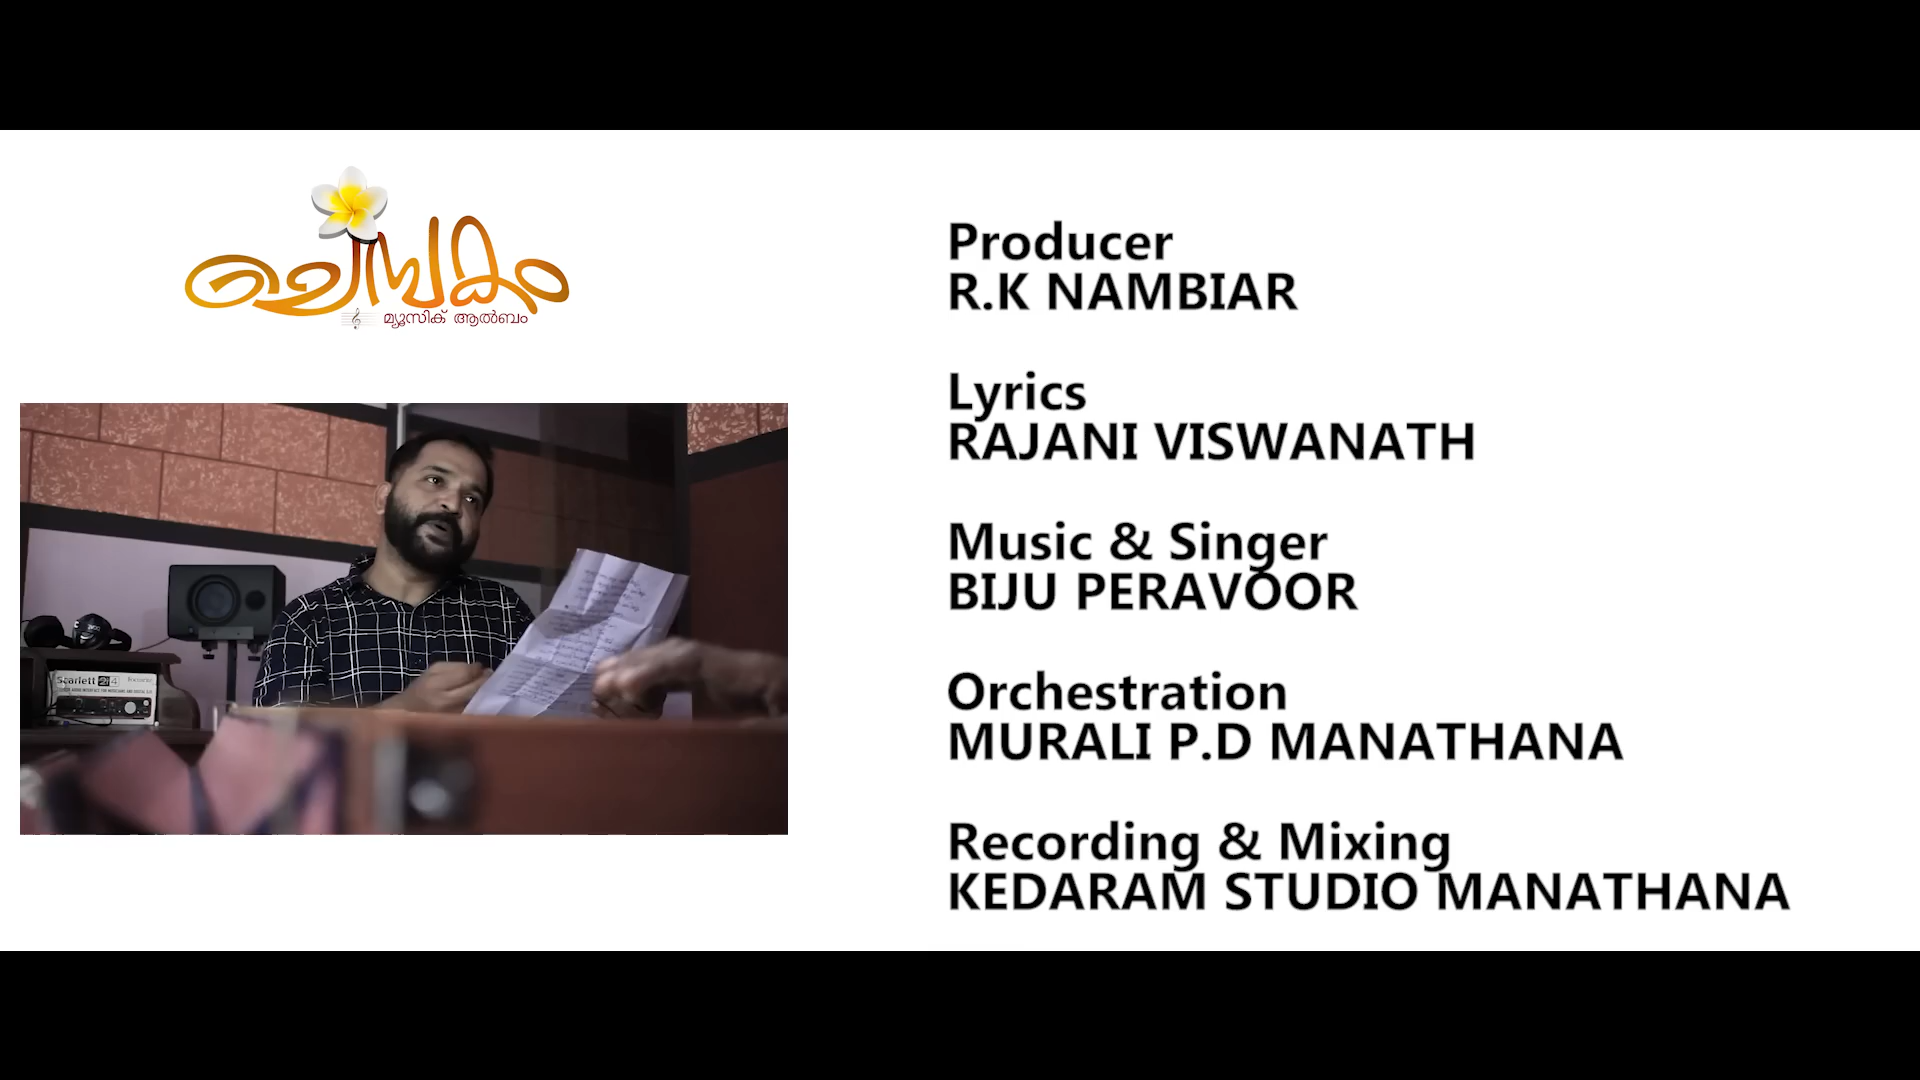 ചെമ്പകം
മ്യൂസിക് ആൽബം
Producer
R.K NAMBIAR
Lyrics
RAJANI VISWANATH
Music & Singer
BIJU PERAVOOR
Orchestration
MURALI P.D MANATHANA
Recording & Mixing
KEDARAM STUDIO MANATHANA
Scarlett 2i4